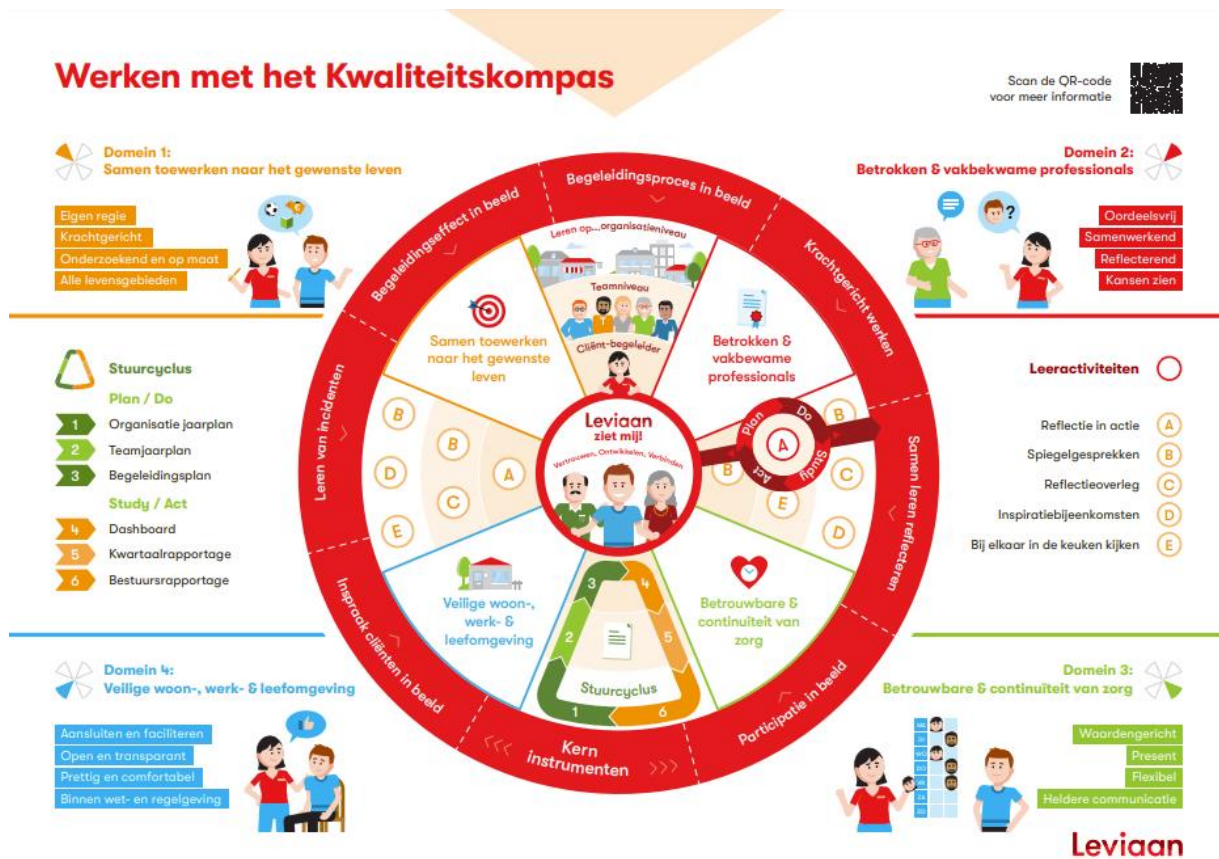 Werken met het Kwaliteitskompas
Scan de QR-code
voor meer informatie
Domein 1:
Samen toewerken naar het gewenste leven
Eigen regie
Krachtgericht
Onderzoekend en op maat
Alle levensgebieden
Domein 2:
Betrokken & vakbekwame professionals
Oordeelsvrij
Samenwerkend
Reflecterend
Kansen zien
Stuurcyclus
Plan / Do
1 Organisatie jaarplan
2 Teamjaarplan
3 Begeleidingsplan
Study / Act
4 Dashboard
5 Kwartaalrapportage
6 Bestuursrapportage
Begeleidingseffect in beeld
Begeleidingsproces in beeld
Krachtgericht werken
Samen leren reflecteren
Participatie in beeld
Kern
instrumenten
Inspraak cliënten in beeld
Leren van incidenten
Leren op...organisatieniveau
Teamniveau
Cliënt-begeleider
Samen toewerken
naar het gewenste
leven
Betrokken &
vakbewame
professionals
B
D
E
B
C
A
Leviaan
ziet mij!
Vertrouwen, Ontwikkelen, Verbinden
Plan
Do
Study
Act
A
B
B
C
E
D
Veilige woon-,
werk- &
leefomgeving
Betrouwbare &
continuïteit van
zorg
3
4
2
5
Stuurcyclus
1
6
Leeractiviteiten
Reflectie in actie A
Spiegelgesprekken B
Reflectieoverleg C
Inspiratiebijeenkomsten D
Bij elkaar in de keuken kijken E
Domein 4:
Veilige woon-, werk- & leefomgeving
Aansluiten en faciliteren
Open en transparant
Prettig en comfortabel
Binnen wet- en regelgeving
Domein 3:
Betrouwbare & continuïteit van zorg
Waardengericht
Present
Flexibel
Heldere communicatie
Leviaan